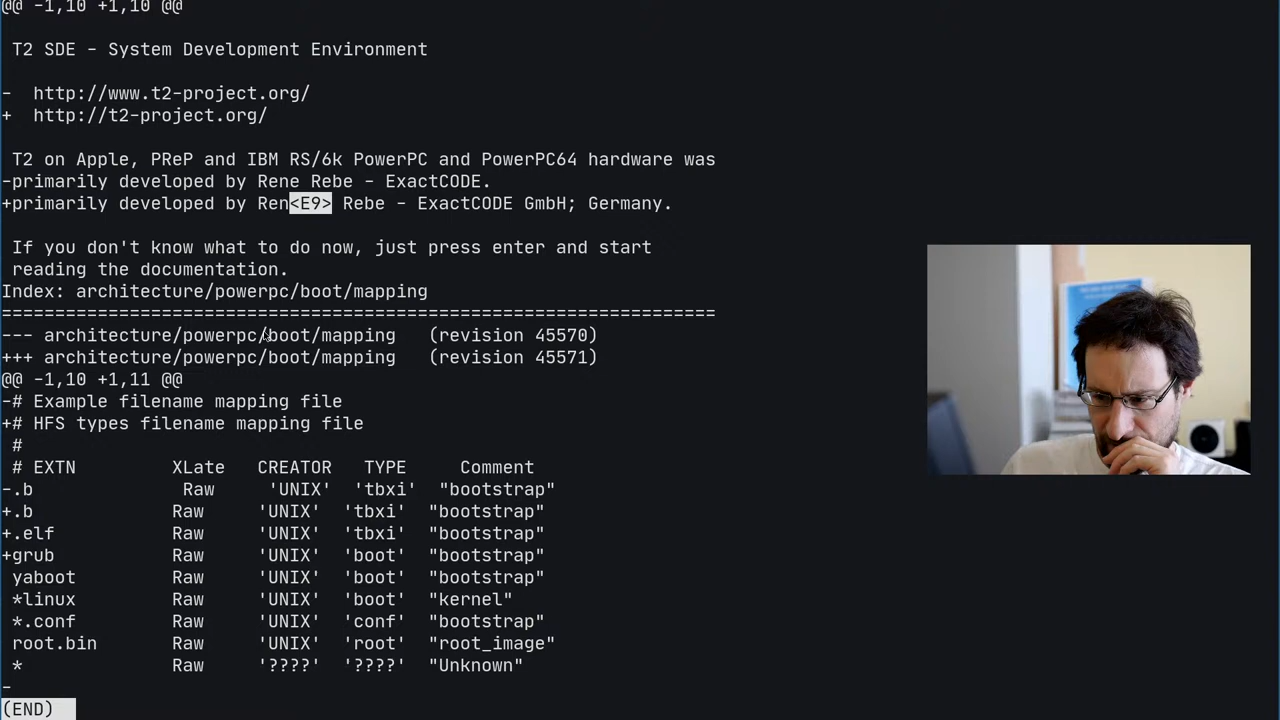 @@ -1,10 +1,10 @@
T2 SDE - System Development Environment
-  http://www.t2-project.org/
+  http://t2-project.org/
T2 on Apple, PReP and IBM RS/6k PowerPC and PowerPC64 hardware was
-primarily developed by Rene Rebe - ExactCODE.
+primarily developed by Ren<E9> Rebe - ExactCODE GmbH; Germany.
If you don't know what to do now, just press enter and start
reading the documentation.
Index: architecture/powerpc/boot/mapping
===================================================================
--- architecture/powerpc/boot/mapping   (revision 45570)
+++ architecture/powerpc/boot/mapping   (revision 45571)
@@ -1,10 +1,11 @@
-# Example filename mapping file
+# HFS types filename mapping file
#
# EXTN         XLate   CREATOR   TYPE     Comment
-.b              Raw     'UNIX'  'tbxi'   "bootstrap"
+.b             Raw     'UNIX'  'tbxi'  "bootstrap"
+.elf           Raw     'UNIX'  'tbxi'  "bootstrap"
+grub           Raw     'UNIX'  'boot'  "bootstrap"
yaboot         Raw     'UNIX'  'boot'  "bootstrap"
*linux         Raw     'UNIX'  'boot'  "kernel"
*.conf         Raw     'UNIX'  'conf'  "bootstrap"
root.bin       Raw     'UNIX'  'root'  "root_image"
*              Raw     '????'  '????'  "Unknown"
-
(END)